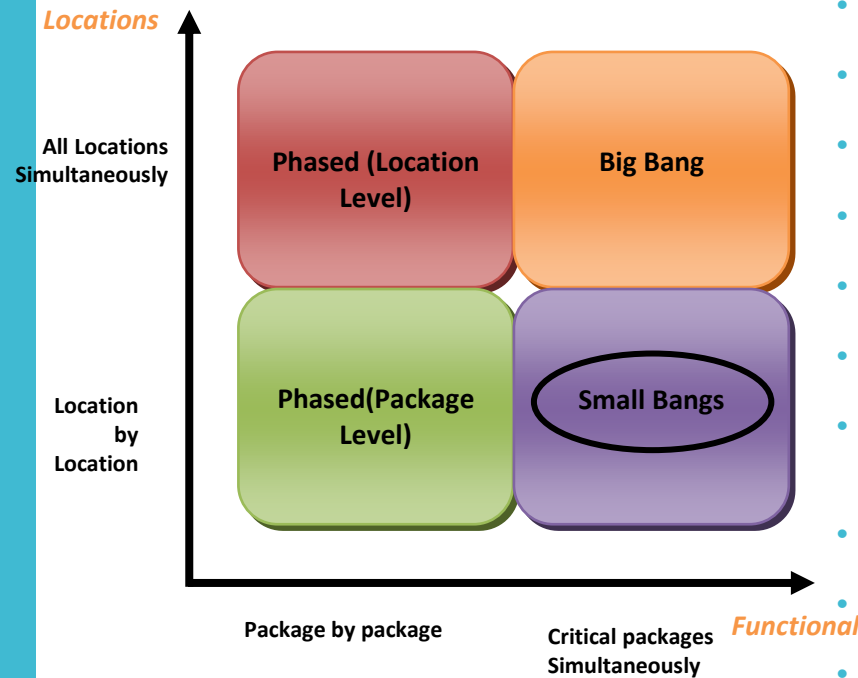 Locations
All Locations
Simultaneously
Phased (Location
Level)
Big Bang
Location
by
Location
Phased(Package
Level)
Small Bangs
Package by package
Critical packages
Simultaneously
Functional